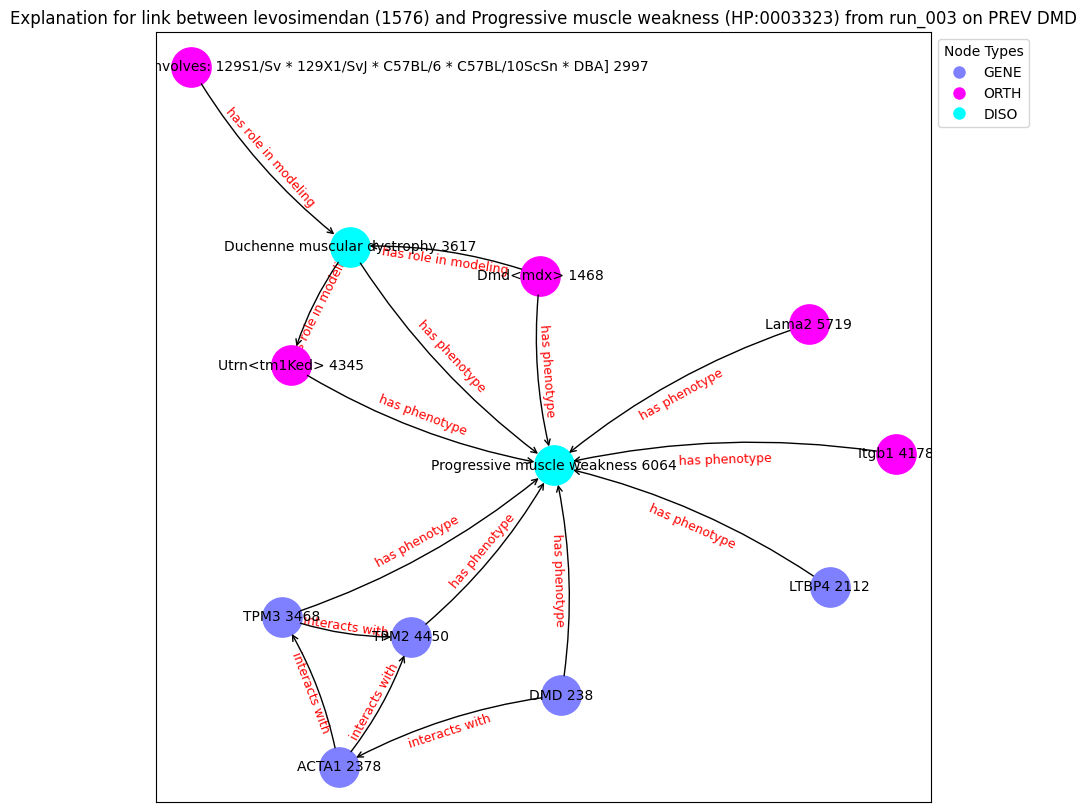 Explanation for link between levosimendan (1576) and Progressive muscle weakness (HP:0003323) from run_003 on PREV DMD
Node Types
GENE
ORTH
DISO
nvolves: 129S1/Sv * 129X1/SvJ * C57BL/6 * C57BL/10ScSn * DBA] 2997
has role in modeling
Duchenne muscular dystrophy 3617
has role in modeling
Dmd<mdx> 1468
role in modeli
has phenotype
has phenotype
Lama2 5719
Utrn<tm1Ked> 4345
has phenotype
has phenotype
Itgb1 4178
has phenotype
Progressive muscle weakness 6064
has phenotype
has phenotype
has phenotype
has phenotype
LTBP4 2112
TPM3 3468
interacts with
TPM2 4450
interacts with
interacts with
DMD 238
interacts with
ACTA1 2378